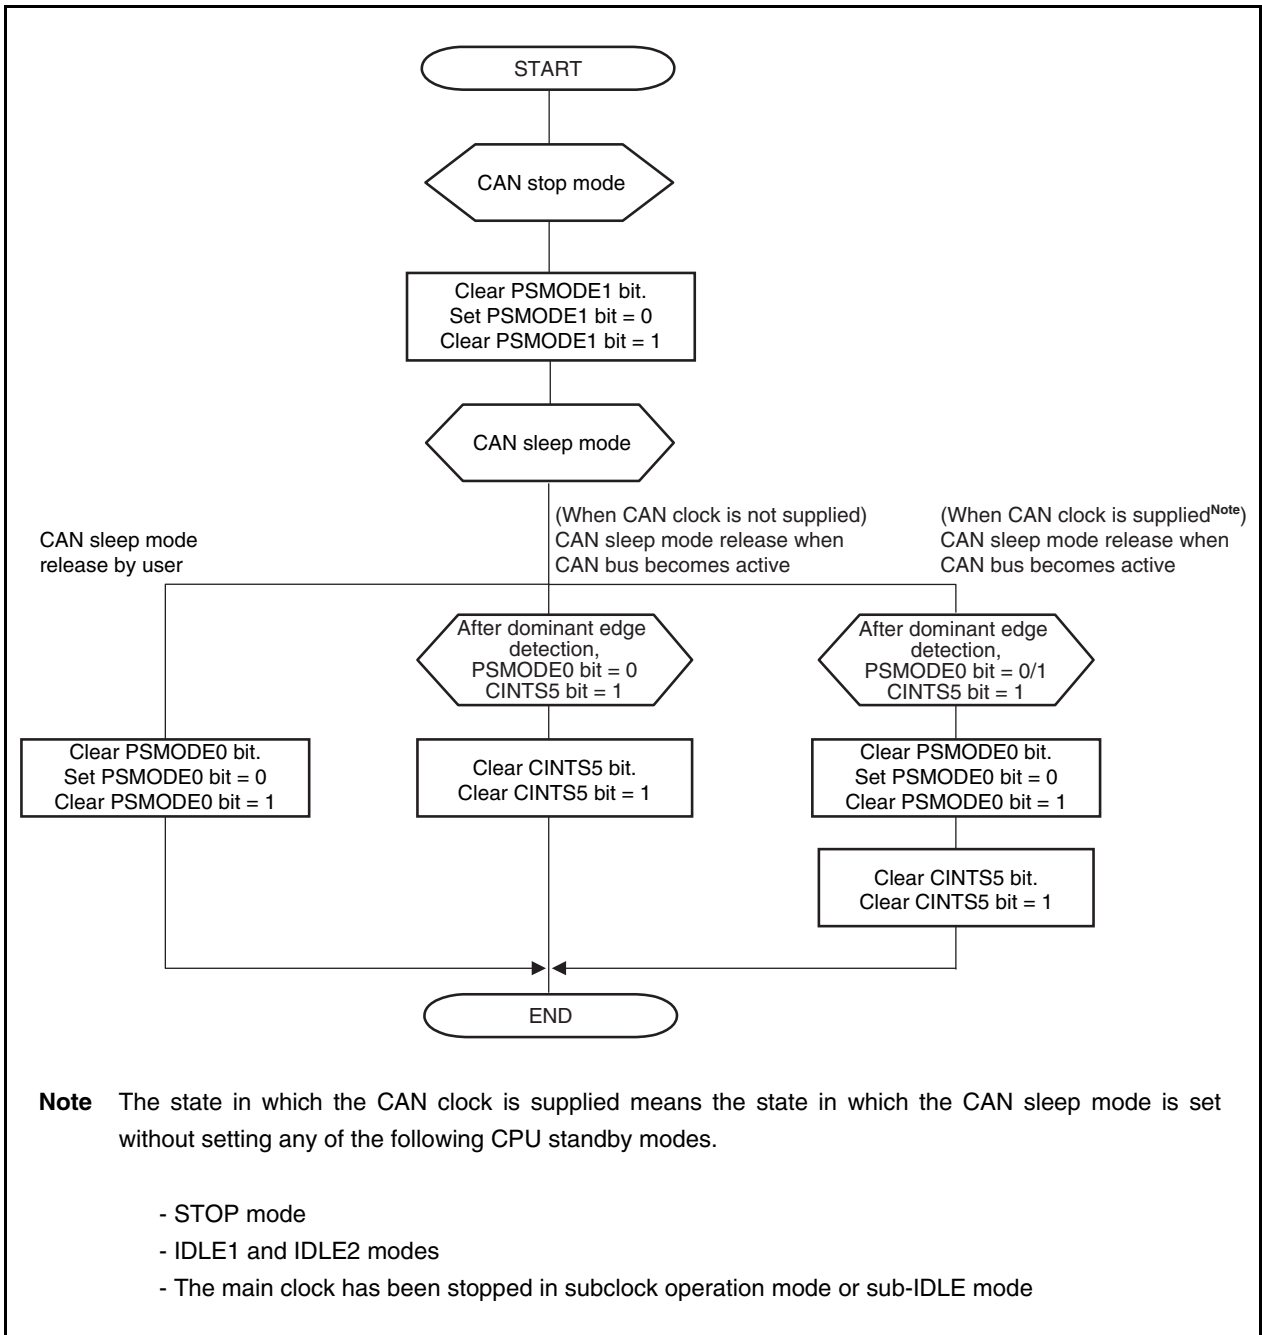 START
CAN stop mode
Clear PSMODE1 bit.
Set PSMODE1 bit = 0
Clear PSMODE1 bit = 1
CAN sleep mode
CAN sleep mode
release by user
(When CAN clock is not supplied)
CAN sleep mode release when
CAN bus becomes active
(When CAN clock is suppliedNote)
CAN sleep mode release when
CAN bus becomes active
After dominant edge
detection,
PSMODE0 bit = 0
CINTS5 bit = 1
After dominant edge
detection,
PSMODE0 bit = 0/1
CINTS5 bit = 1
Clear PSMODE0 bit.
Set PSMODE0 bit = 0
Clear PSMODE0 bit = 1
Clear CINTS5 bit.
Clear CINTS5 bit = 1
Clear PSMODE0 bit.
Set PSMODE0 bit = 0
Clear PSMODE0 bit = 1
Clear CINTS5 bit.
Clear CINTS5 bit = 1
END
Note The state in which the CAN clock is supplied means the state in which the CAN sleep mode is set
without setting any of the following CPU standby modes.
- STOP mode
- IDLE1 and IDLE2 modes
- The main clock has been stopped in subclock operation mode or sub-IDLE mode